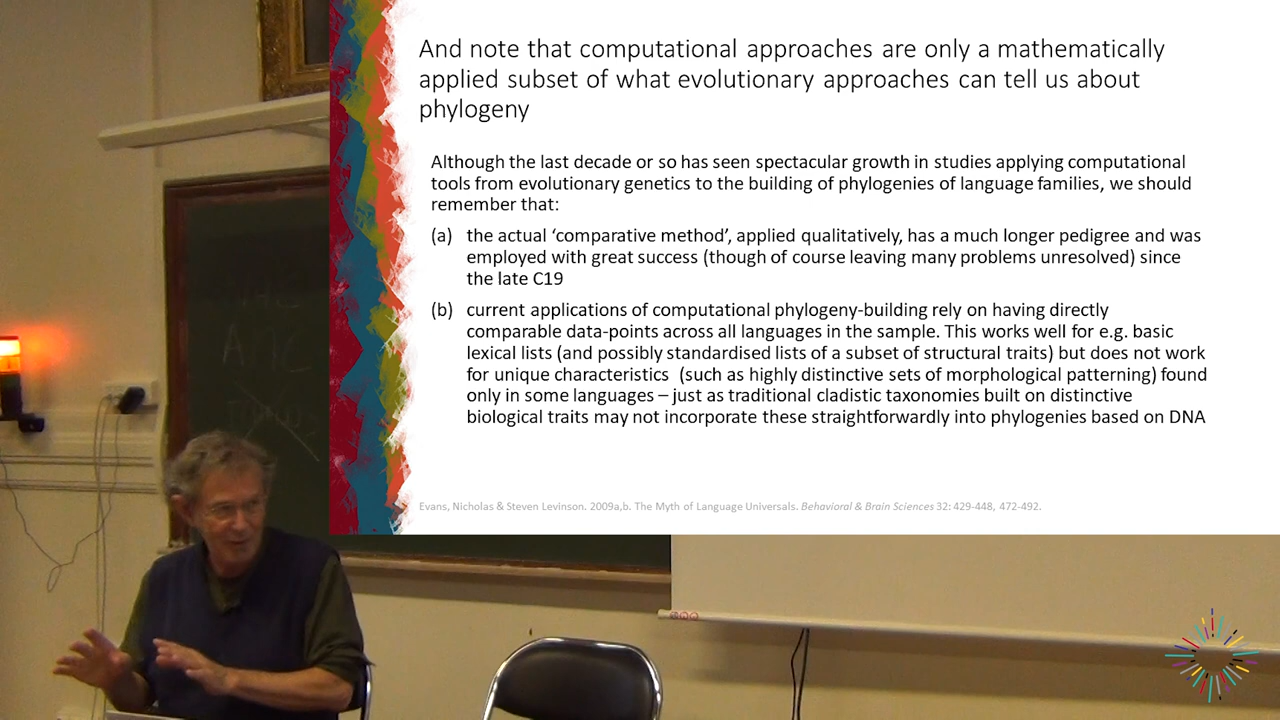 And note that computational approaches are only a mathematically
applied subset of what evolutionary approaches can tell us about
phylogeny
Although the last decade or so has seen spectacular growth in studies applying computational
tools from evolutionary genetics to the building of phylogenies of language families, we should
remember that:
(a) the actual ‘comparative method’, applied qualitatively, has a much longer pedigree and was
employed with great success (though of course leaving many problems unresolved) since
the late C19
(b) current applications of computational phylogeny-building rely on having directly
comparable data-points across all languages in the sample. This works well for e.g. basic
lexical lists (and possibly standardised lists of a subset of structural traits) but does not work
for unique characteristics (such as highly distinctive sets of morphological patterning) found
only in some languages – just as traditional cladistic taxonomies built on distinctive
biological traits may not incorporate these straightforwardly into phylogenies based on DNA
Evans, Nicholas & Steven Levinson. 2009a,b. The Myth of Language Universals. Behavioral & Brain Sciences 32: 429-448, 472-492.